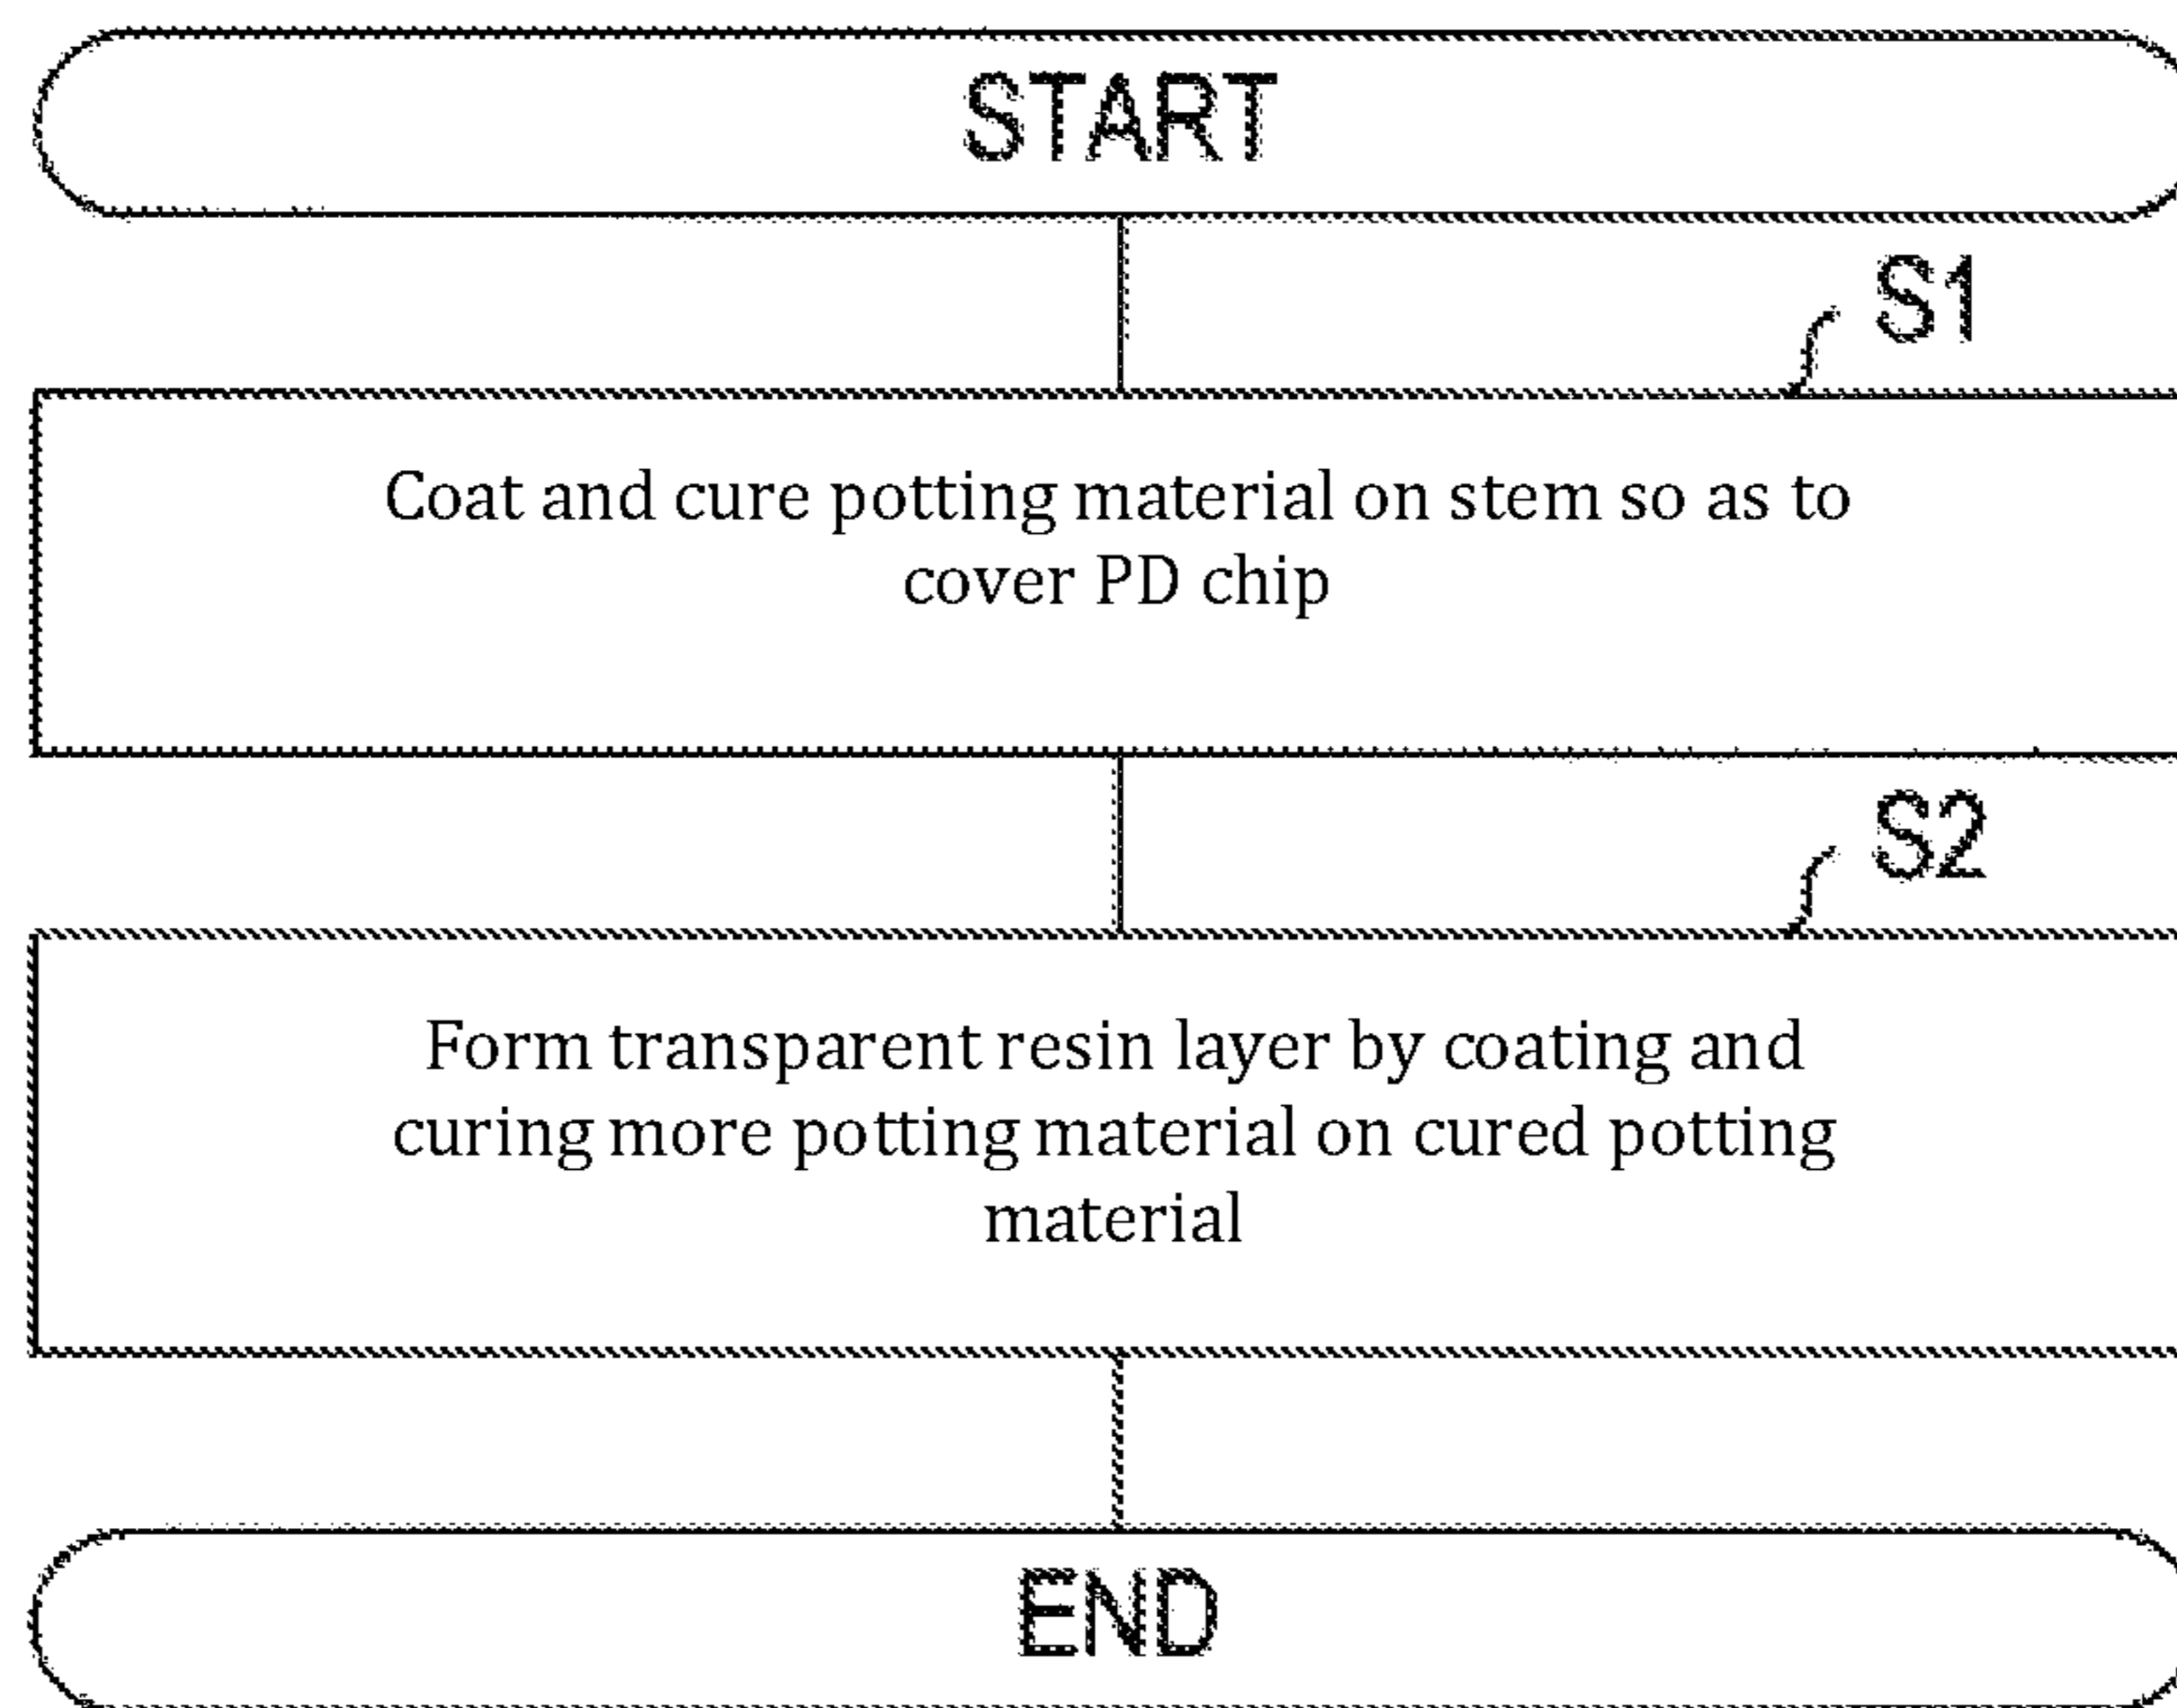 START
S1
Coat and cure potting material on stem so as to
cover PD chip
S2
Form transparent resin layer by coating and
curing more potting material on cured potting
material
END